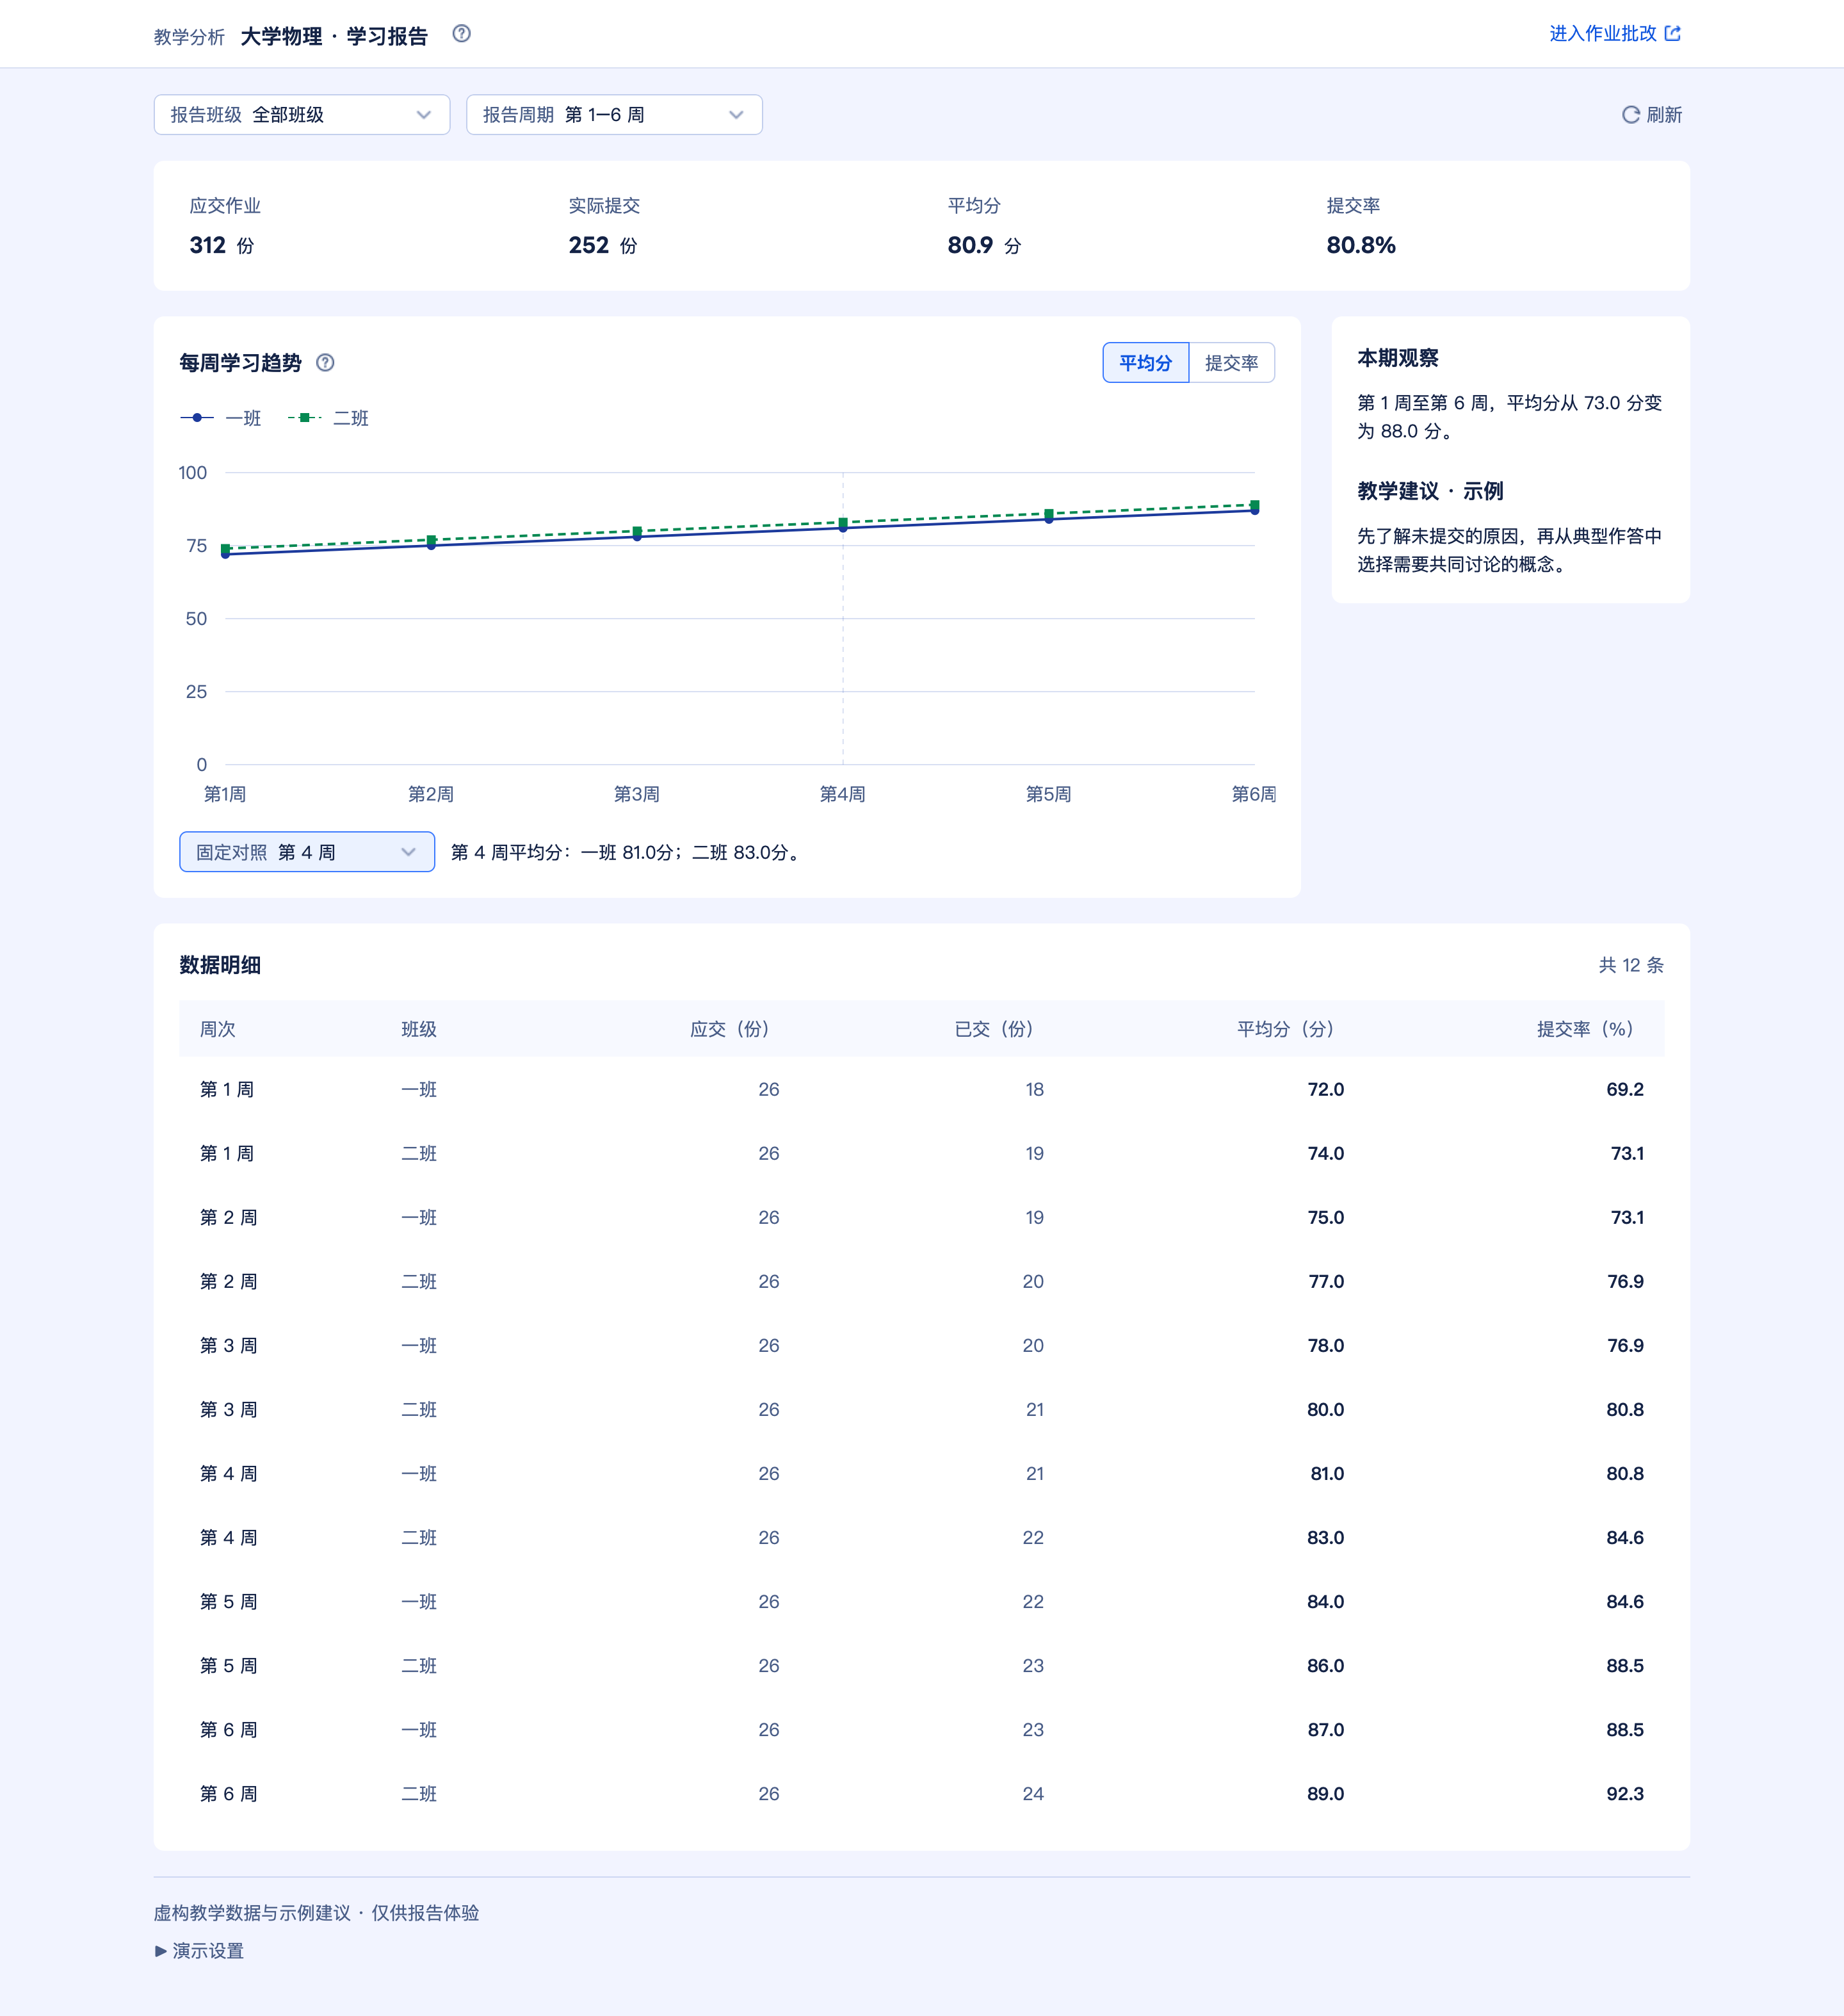 教学分析 大学物理 · 学习报告 ?
进入作业批改
报告班级 全部班级
报告周期 第 1–6 周
刷新
应交作业 实际提交 平均分 提交率
312 份 252 份 80.9 分 80.8%
每周学习趋势 ?
平均分 提交率
一班 二班
100
75
50
25
0
第1周 第2周 第3周 第4周 第5周 第6周
固定对照 第 4 周
第 4 周平均分：一班 81.0分；二班 83.0分。
本期观察
第 1 周至第 6 周，平均分从 73.0 分变
为 88.0 分。
教学建议 · 示例
先了解未提交的原因，再从典型作答中
选择需要共同讨论的概念。
数据明细 共 12 条
周次 班级 应交（份） 已交（份） 平均分（分） 提交率（%）
第 1 周 一班 26 18 72.0 69.2
第 1 周 二班 26 19 74.0 73.1
第 2 周 一班 26 19 75.0 73.1
第 2 周 二班 26 20 77.0 76.9
第 3 周 一班 26 20 78.0 76.9
第 3 周 二班 26 21 80.0 80.8
第 4 周 一班 26 21 81.0 80.8
第 4 周 二班 26 22 83.0 84.6
第 5 周 一班 26 22 84.0 84.6
第 5 周 二班 26 23 86.0 88.5
第 6 周 一班 26 23 87.0 88.5
第 6 周 二班 26 24 89.0 92.3
虚构教学数据与示例建议 · 仅供报告体验
演示设置